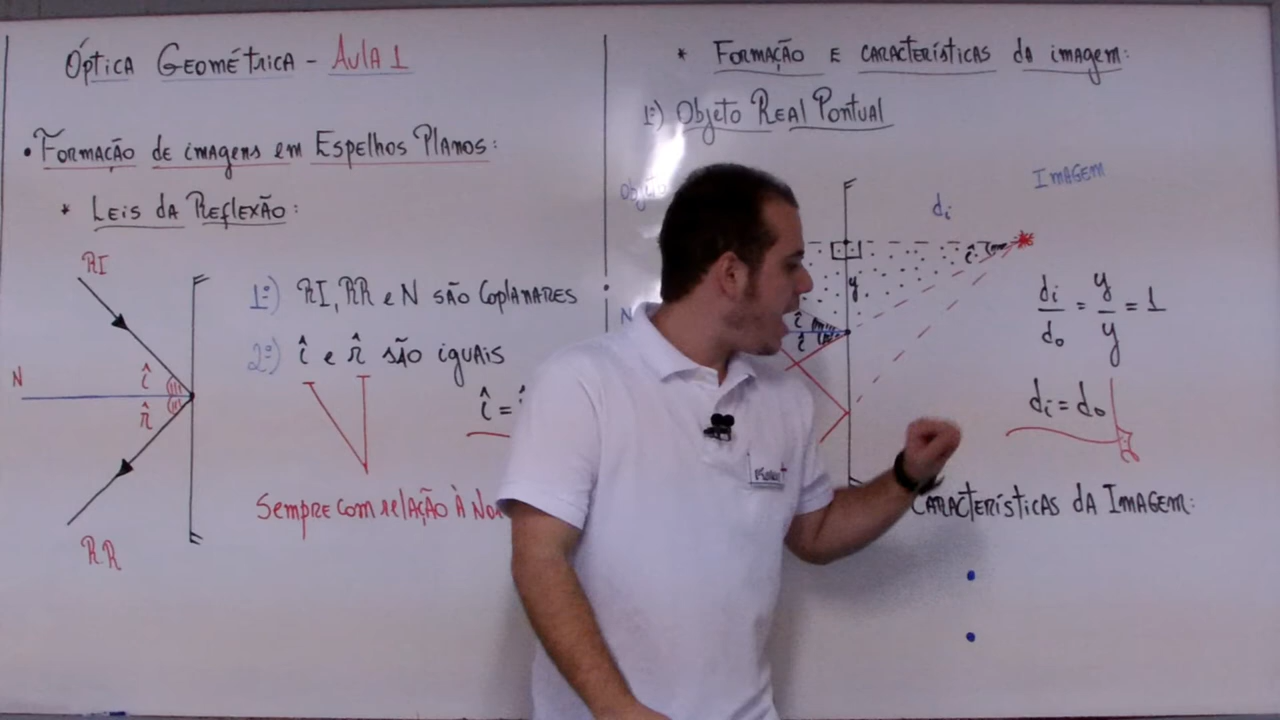 Óptica Geométrica - Aula 1
• Formação de imagens em Espelhos Planos:
* Leis da Reflexão:
RI
N
î
r̂
R.R
1º) RI, RR e N são Coplanares
2º) î e r̂ são iguais
î =
Sempre com relação à
* Formação e características da imagem:
1º) Objeto Real Pontual
Imagem
di
î
y
N
î
î
di/do = y/y = 1
di = do
Características da Imagem:
•
•